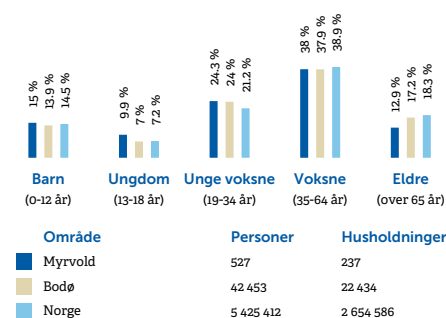 15 % 13.9 % 14.5 % 9.9 % 7 % 7.2 % 24.3 % 24 % 21.2 % 38 % 37.9 % 38.9 % 12.9 % 17.2 % 18.3 %
Barn Ungdom Unge voksne Voksne Eldre
(0-12 år) (13-18 år) (19-34 år) (35-64 år) (over 65 år)
Område Personer Husholdninger
Myrvold 527 237
Bodø 42 453 22 434
Norge 5 425 412 2 654 586